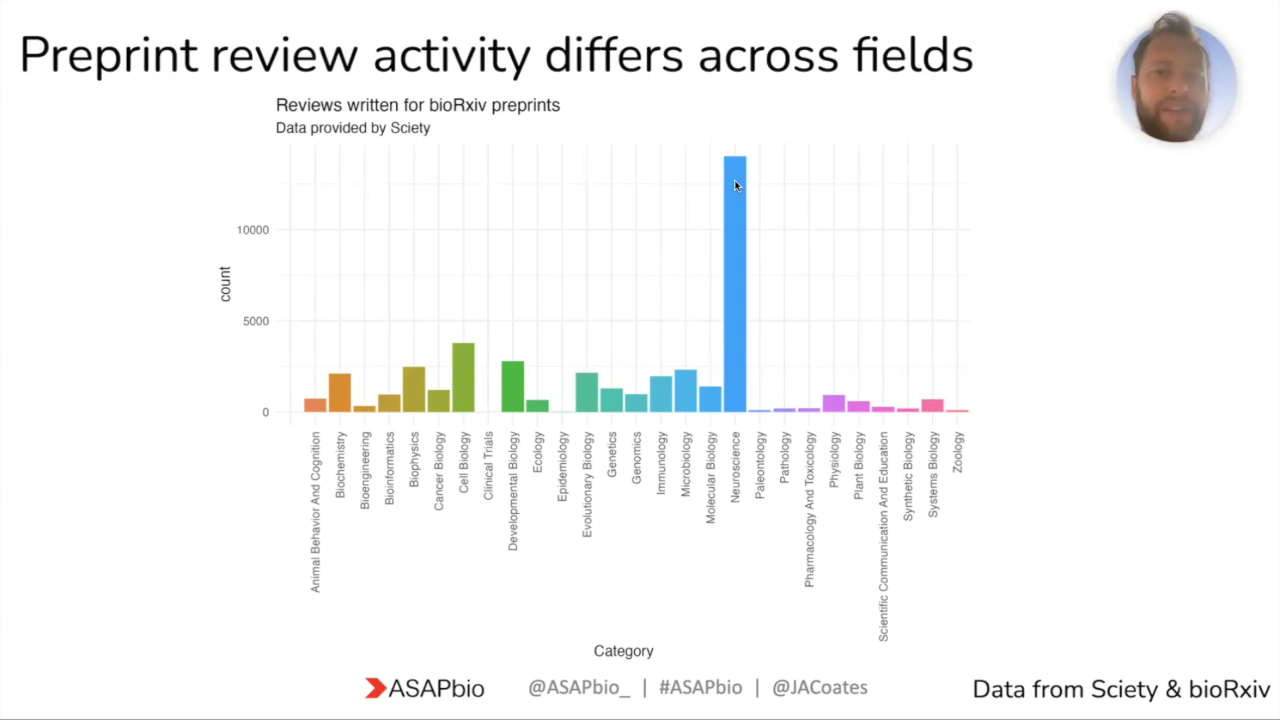 Preprint review activity differs across fields
Reviews written for bioRxiv preprints
Data provided by Sciety
count
10000
5000
0
Animal Behavior And Cognition
Biochemistry
Bioengineering
Bioinformatics
Biophysics
Cancer Biology
Cell Biology
Clinical Trials
Developmental Biology
Ecology
Epidemiology
Evolutionary Biology
Genetics
Genomics
Immunology
Microbiology
Molecular Biology
Neuroscience
Paleontology
Pathology
Pharmacology And Toxicology
Physiology
Plant Biology
Scientific Communication And Education
Synthetic Biology
Systems Biology
Zoology
Category
ASAPbio
@ASAPbio_ | #ASAPbio | @JACoates
Data from Sciety & bioRxiv